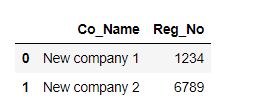 Co_Name Reg_No
0 New company 1 1234
1 New company 2 6789